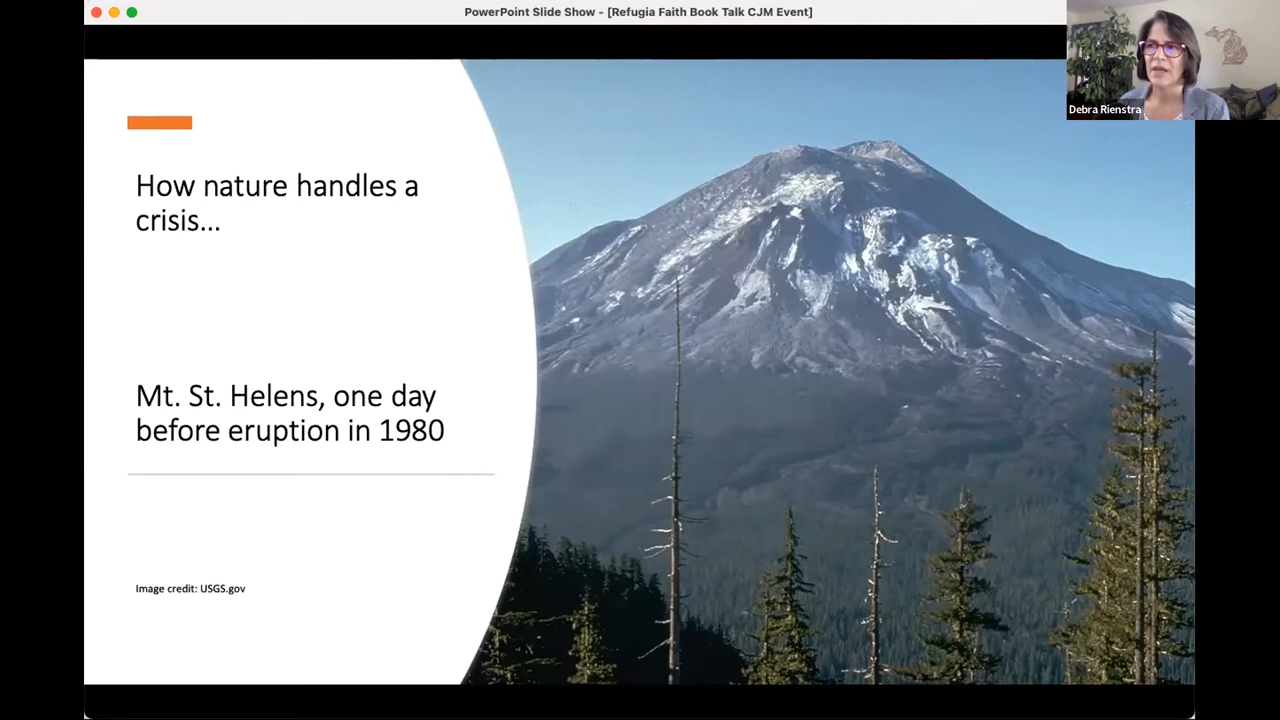 PowerPoint Slide Show - [Refugia Faith Book Talk CJM Event]
Debra Rienstra
How nature handles a
crisis...
Mt. St. Helens, one day
before eruption in 1980
Image credit: USGS.gov